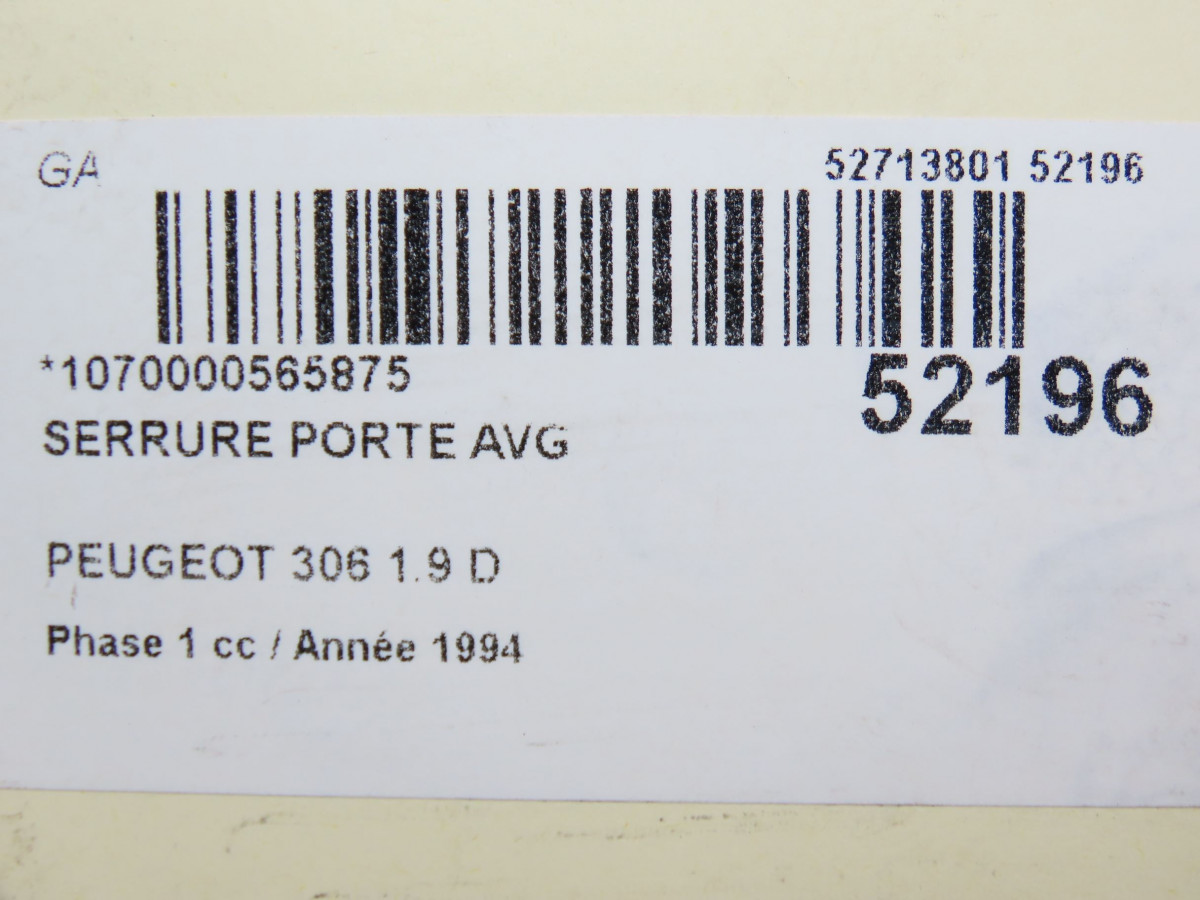 GA
52713801 52196
*1070000565875
52196
SERRURE PORTE AVG
PEUGEOT 306 1.9 D
Phase 1 cc / Année 1994